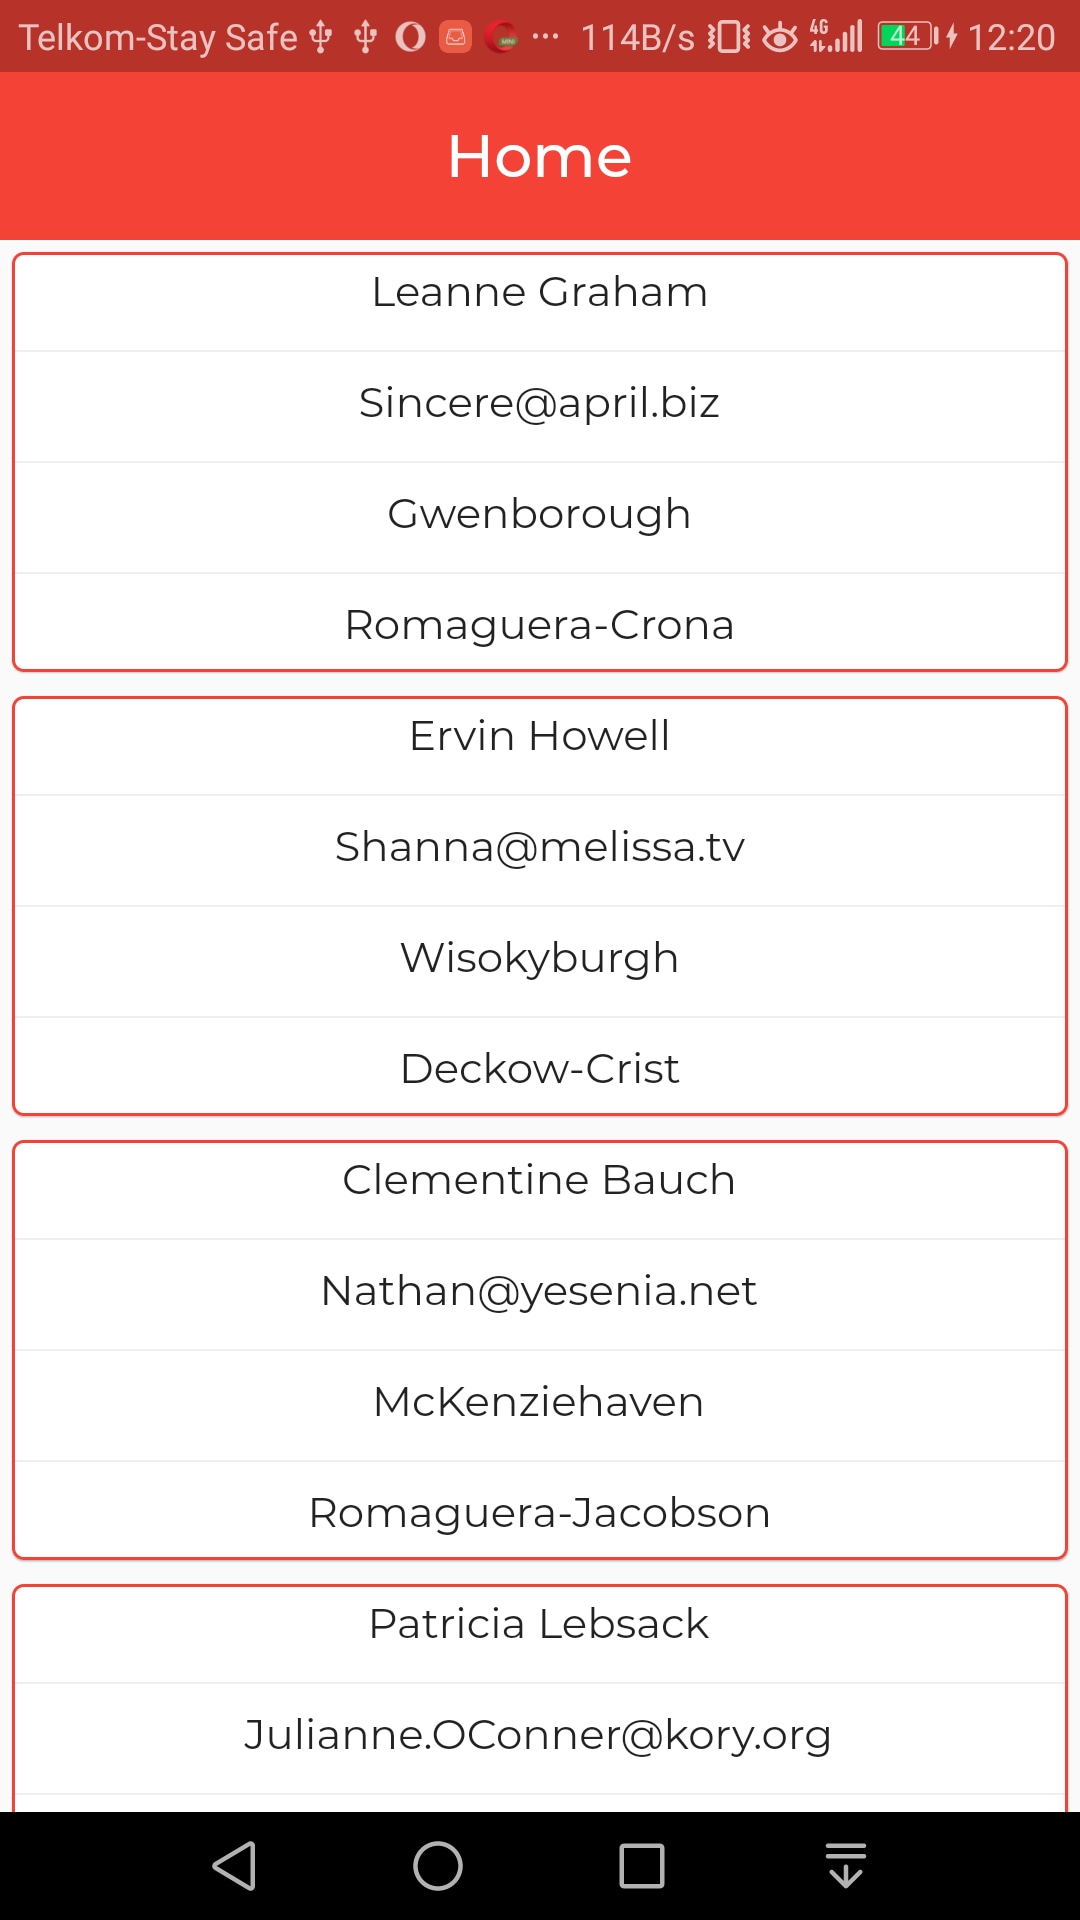 Telkom-Stay Safe 114B/s 4G 44 12:20
Home
Leanne Graham
Sincere@april.biz
Gwenborough
Romaguera-Crona
Ervin Howell
Shanna@melissa.tv
Wisokyburgh
Deckow-Crist
Clementine Bauch
Nathan@yesenia.net
McKenziehaven
Romaguera-Jacobson
Patricia Lebsack
Julianne.OConner@kory.org